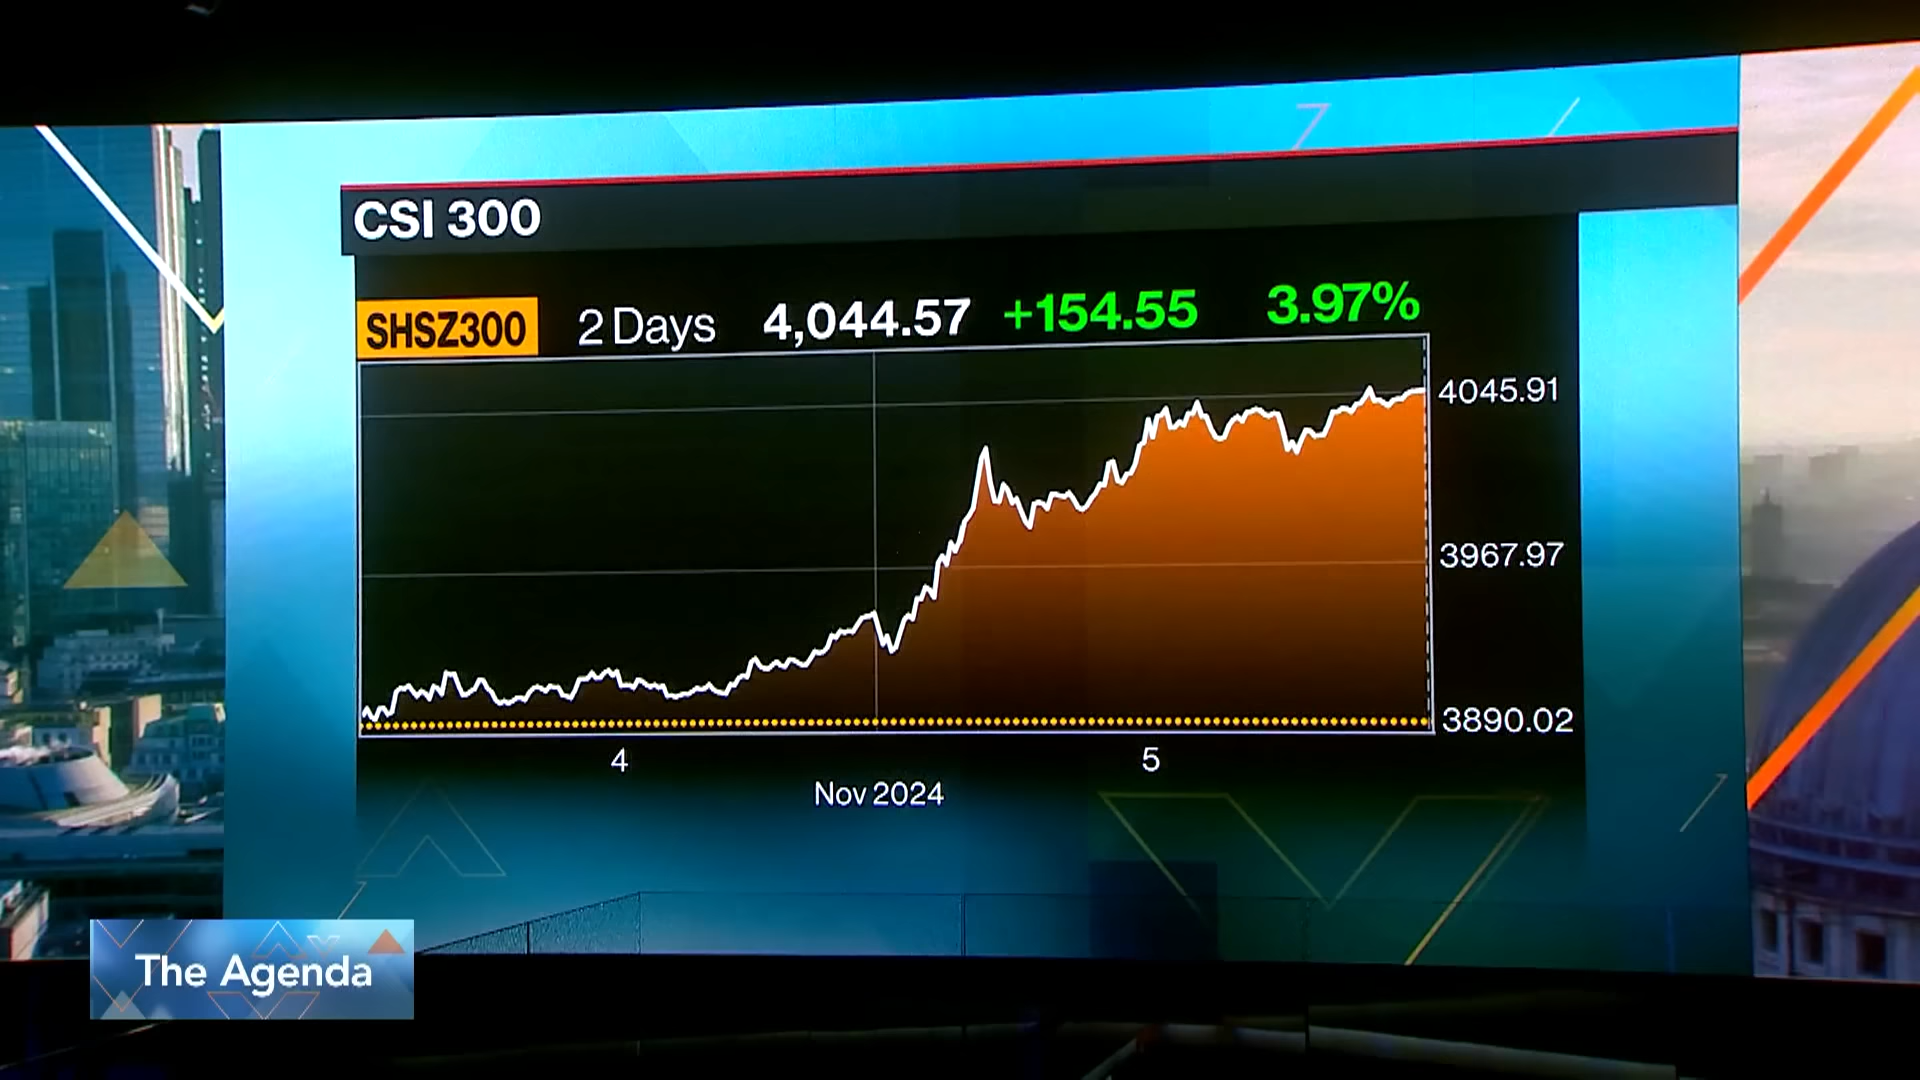 CSI 300
SHSZ300 2 Days 4,044.57 +154.55 3.97%
4045.91
3967.97
3890.02
4 5
Nov 2024
The Agenda